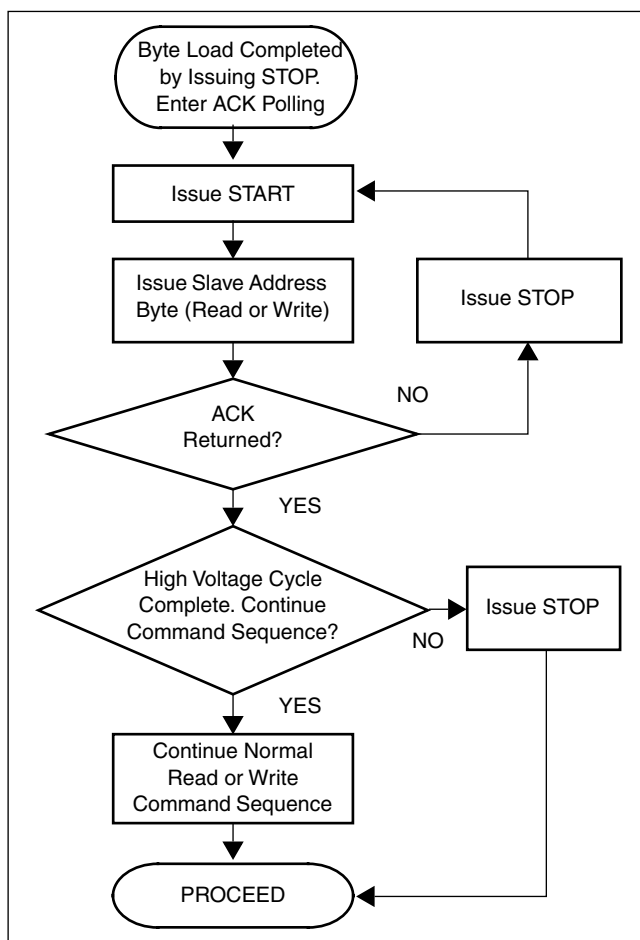 Byte Load Completed
by Issuing STOP.
Enter ACK Polling
Issue START
Issue Slave Address
Byte (Read or Write)
Issue STOP
ACK
Returned?
NO
YES
High Voltage Cycle
Complete. Continue
Command Sequence?
Issue STOP
NO
YES
Continue Normal
Read or Write
Command Sequence
PROCEED